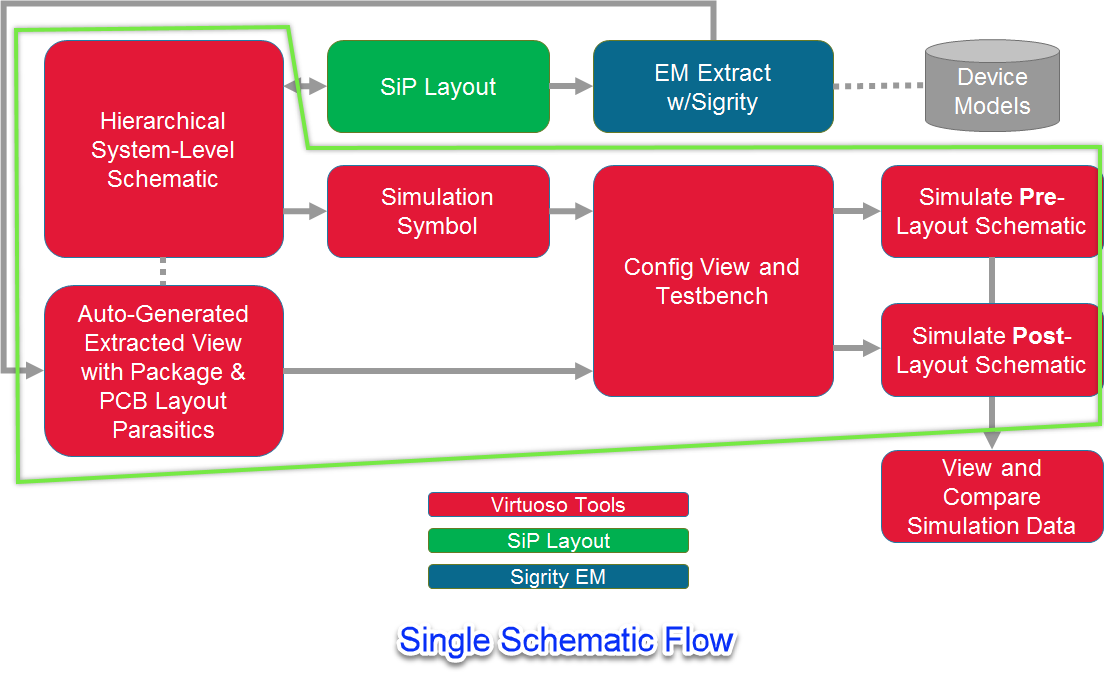 Hierarchical
System-Level
Schematic
SiP Layout
EM Extract
w/Sigrity
Device
Models
Simulation
Symbol
Config View and
Testbench
Simulate Pre-
Layout Schematic
Auto-Generated
Extracted View
with Package &
PCB Layout
Parasitics
Simulate Post-
Layout Schematic
View and
Compare
Simulation Data
Virtuoso Tools
SiP Layout
Sigrity EM
Single Schematic Flow